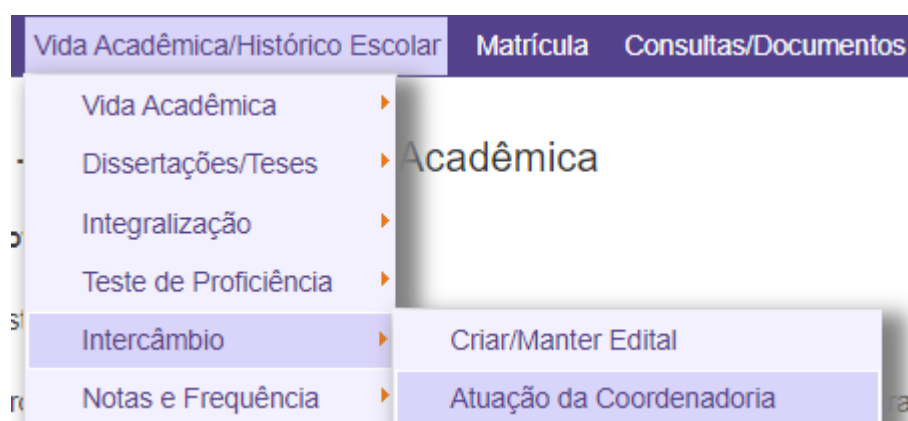 Vida Acadêmica/Histórico Escolar Matrícula Consultas/Documentos
Vida Acadêmica
- Dissertações/Teses Acadêmica
Integralização
Teste de Proficiência
Intercâmbio Criar/Manter Edital
Notas e Frequência Atuação da Coordenadoria